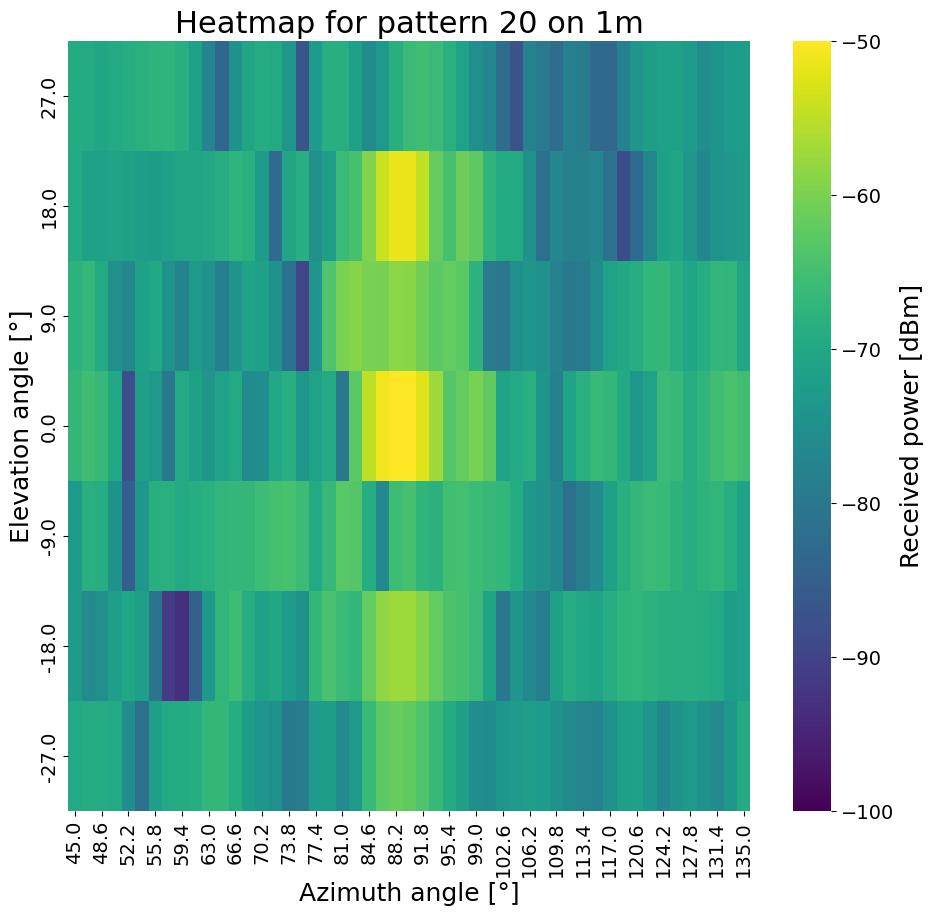 Heatmap for pattern 20 on 1m
Elevation angle [°]
27.0
18.0
9.0
0.0
-9.0
-18.0
-27.0
45.0 48.6 52.2 55.8 59.4 63.0 66.6 70.2 73.8 77.4 81.0 84.6 88.2 91.8 95.4 99.0 102.6 106.2 109.8 113.4 117.0 120.6 124.2 127.8 131.4 135.0
Azimuth angle [°]
−50
−60
−70
−80
−90
−100
Received power [dBm]